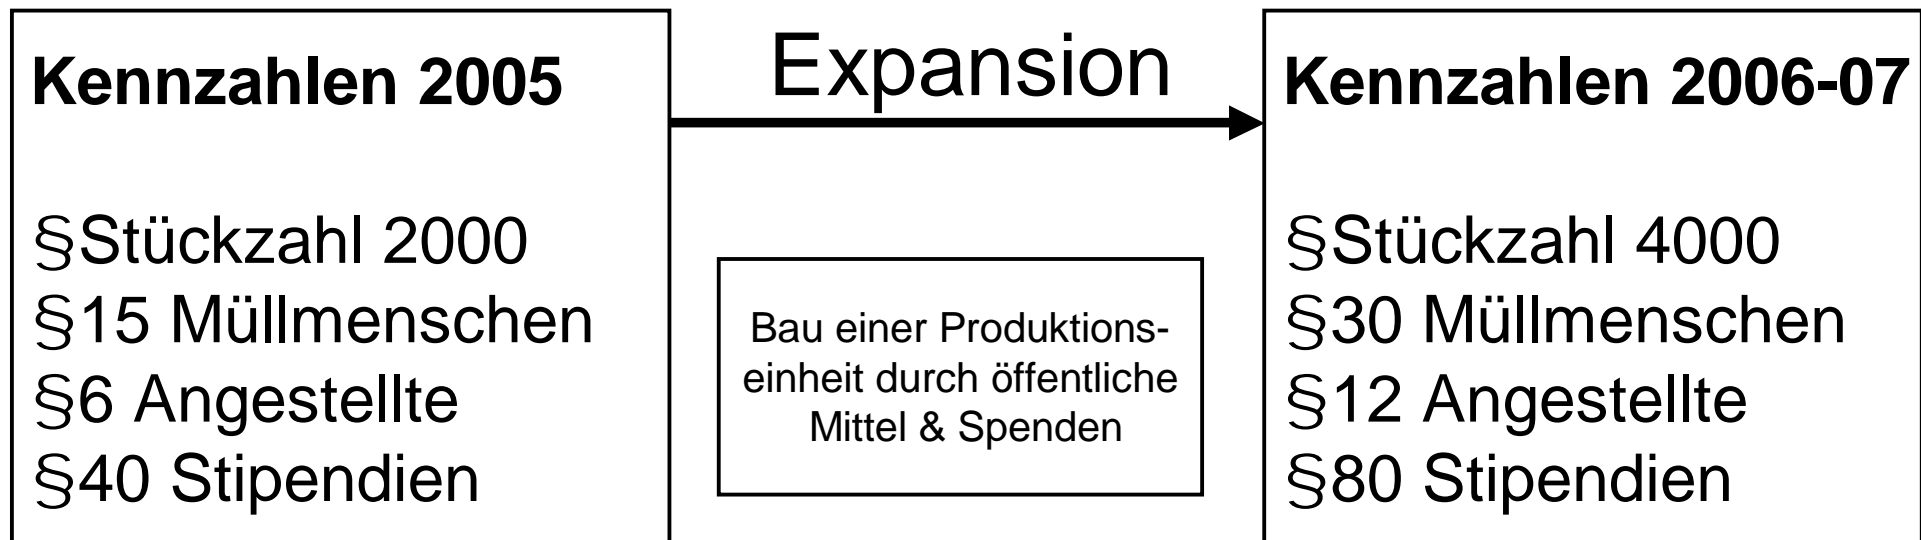 Kennzahlen 2005
§Stückzahl 2000
§15 Müllmenschen
§6 Angestellte
§40 Stipendien
Expansion
Bau einer Produktions-
einheit durch öffentliche
Mittel & Spenden
Kennzahlen 2006-07
§Stückzahl 4000
§30 Müllmenschen
§12 Angestellte
§80 Stipendien